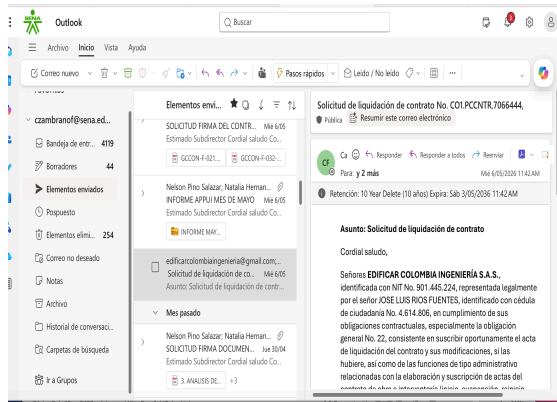 SENA
Outlook
Buscar
Archivo Inicio Vista Ayuda
Correo nuevo
Pasos rápidos
Leído / No leído
Favoritos
czambranof@sena.ed...
Bandeja de entr... 4119
Borradores 44
Elementos enviados
Pospuesto
Elementos elimi... 254
Correo no deseado
Notas
Archivo
Historial de conversaci...
Carpetas de búsqueda
Ir a Grupos
Elementos envi...
SOLICITUD FIRMA DEL CONTR... Mié 6/05
Estimado Subdirector Cordial saludo Co...
GCCON-F-021....
GCCON-F-032-...
Nelson Pino Salazar; Natalia Hernan...
INFORME APPUI MES DE MAYO Mié 6/05
Estimado Subdirector Cordial saludo Co...
INFORME MAY...
edificarcolombiaingenieria@gmail.com;...
Solicitud de liquidación de co... Mié 6/05
Asunto: Solicitud de liquidación de contr...
Mes pasado
Nelson Pino Salazar; Natalia Hernan...
SOLICITUD FIRMA DOCUMEN... Jue 30/04
Estimado Subdirector Cordial saludo Co...
3. ANALISIS DE...
+3
Solicitud de liquidación de contrato No. CO1.PCCNTR.7066444,
Pública Resumir este correo electrónico
CF
Ca
Responder
Responder a todos
Reenviar
Para: y 2 más
Mié 6/05/2026 11:42 AM
Retención: 10 Year Delete (10 años) Expira: Sáb 3/05/2036 11:42 AM
Asunto: Solicitud de liquidación de contrato
Cordial saludo,
Señores EDIFICAR COLOMBIA INGENIERÍA S.A.S.,
identificada con NIT No. 901.445.224, representada legalmente
por el señor JOSE LUIS RIOS FUENTES, identificado con cédula
de ciudadanía No. 4.614.806, en cumplimiento de sus
obligaciones contractuales, especialmente la obligación
general No. 22, consistente en suscribir oportunamente el acta
de liquidación del contrato y sus modificaciones, si las
hubiere, así como de las funciones de tipo administrativo
relacionadas con la elaboración y suscripción de actas del
contrato de obra e interventoría (inicio, suspensión, reinicio